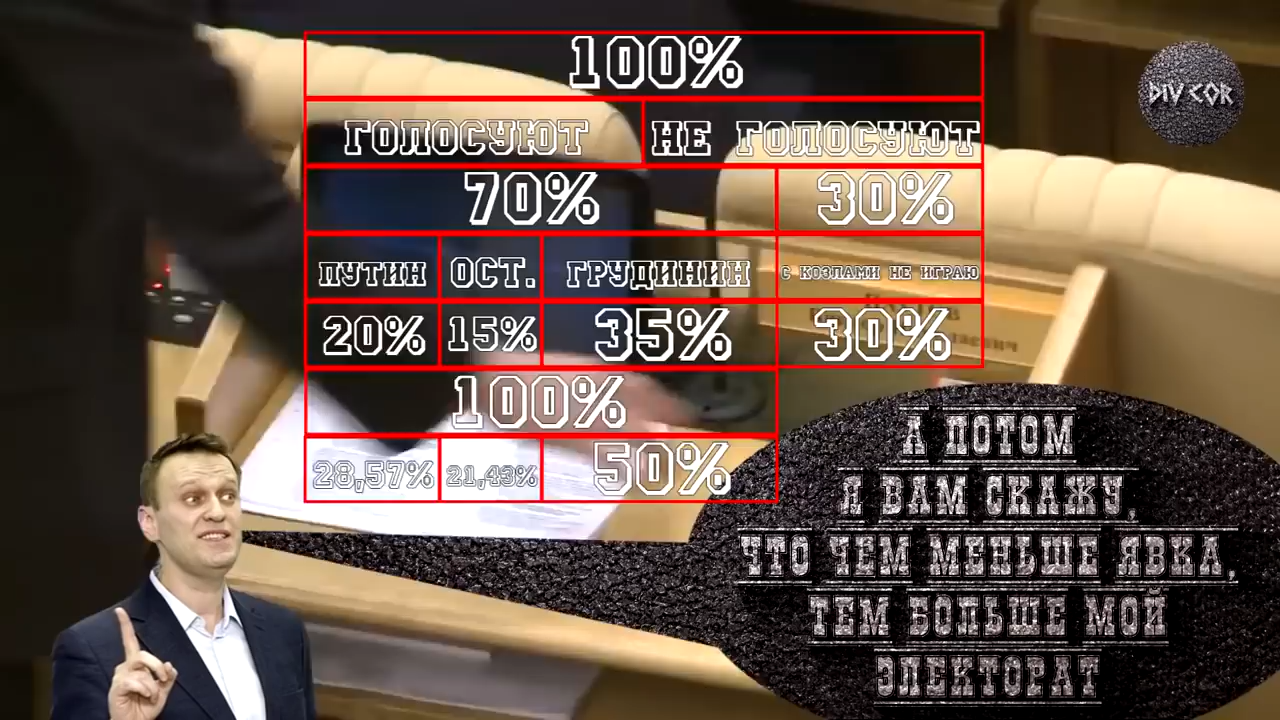 100%
DIV COR
ГОЛОСУЮТ НЕ ГОЛОСУЮТ
70% 30%
ПУТИН ОСТ. ГРУДИНИН С КОЗЛАМИ НЕ ИГРАЮ
20% 15% 35% 30%
100%
28,57% 21,43% 50%
А ПОТОМ
Я ВАМ СКАЖУ,
ЧТО ЧЕМ МЕНЬШЕ ЯВКА,
ТЕМ БОЛЬШЕ МОЙ
ЭЛЕКТОРАТ